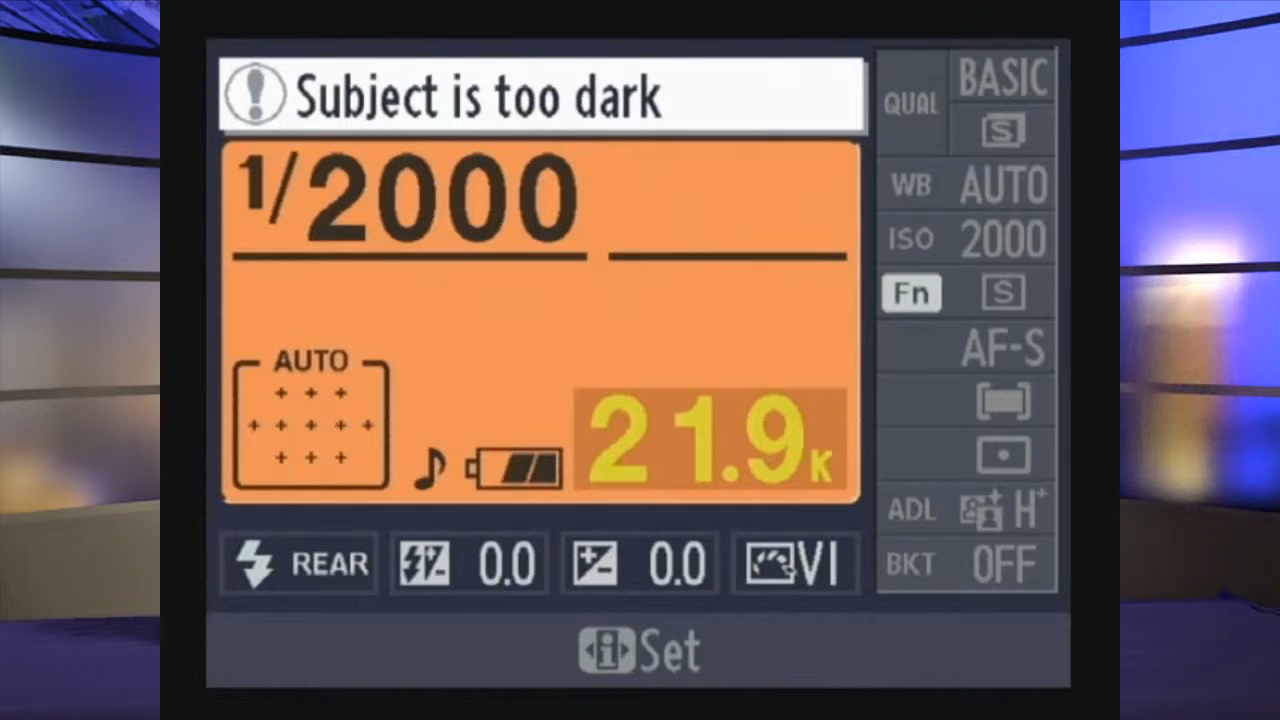 Subject is too dark
1/2000
AUTO
21.9K
REAR
0.0
0.0
VI
QUAL BASIC
S
WB AUTO
ISO 2000
Fn S
AF-S
ADL H+
BKT OFF
Set